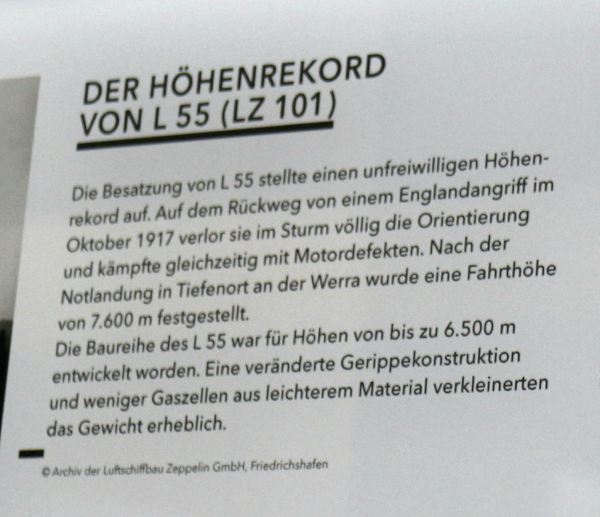 DER HÖHENREKORD
VON L 55 (LZ 101)
Die Besatzung von L 55 stellte einen unfreiwilligen Höhen-
rekord auf. Auf dem Rückweg von einem Englandangriff im
Oktober 1917 verlor sie im Sturm völlig die Orientierung
und kämpfte gleichzeitig mit Motordefekten. Nach der
Notlandung in Tiefenort an der Werra wurde eine Fahrthöhe
von 7.600 m festgestellt.
Die Baureihe des L 55 war für Höhen von bis zu 6.500 m
entwickelt worden. Eine veränderte Gerippekonstruktion
und weniger Gaszellen aus leichterem Material verkleinerten
das Gewicht erheblich.
© Archiv der Luftschiffbau Zeppelin GmbH, Friedrichshafen